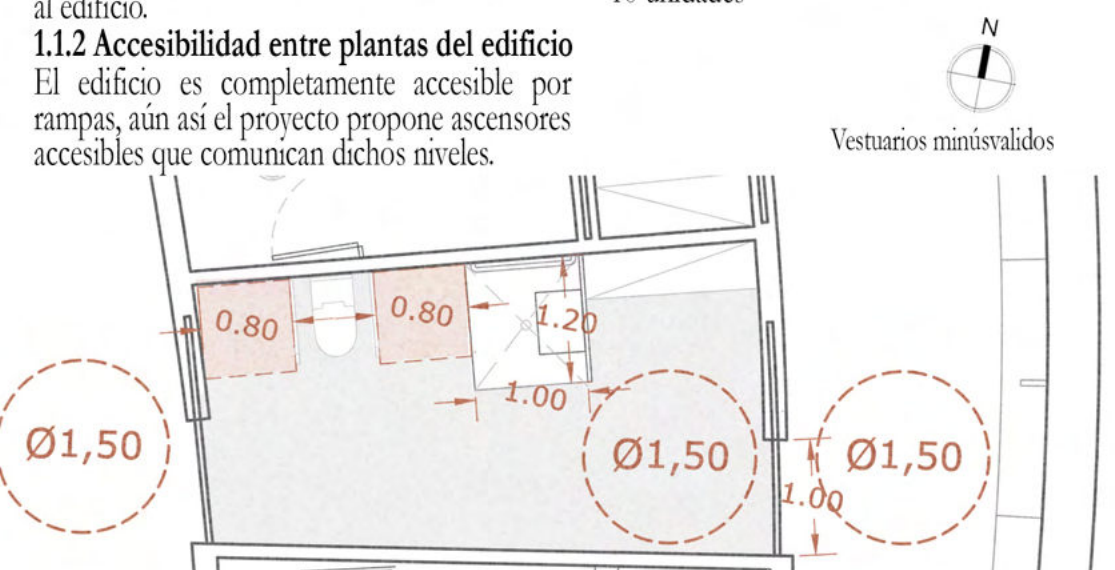 al edificio.
1.1.2 Accesibilidad entre plantas del edificio
El edificio es completamente accesible por
rampas, aún así el proyecto propone ascensores
accesibles que comunican dichos niveles.
10 unidades
N
Vestuarios minúsvalidos
0.80
0.80
1.20
1.00
Ø1,50
Ø1,50
Ø1,50
1.00